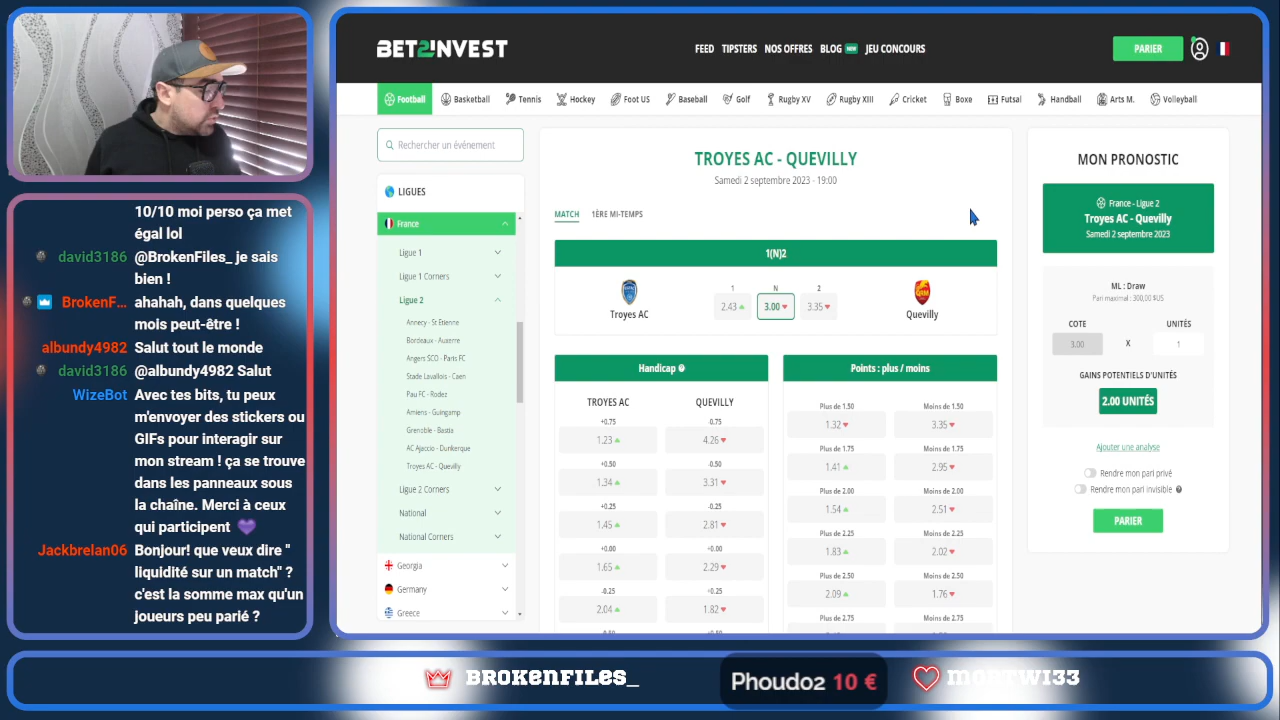 10/10 moi perso ça met
égal lol
david3186 @BrokenFiles_ je sais
bien !
BrokenF... ahahah, dans quelques
mois peut-être !
albundy4982 Salut tout le monde
david3186 @albundy4982 Salut
WizeBot Avec tes bits, tu peux
m'envoyer des stickers ou
GIFs pour interagir sur
mon stream ! ça se trouve
dans les panneaux sous
la chaîne. Merci à ceux
qui participent
Jackbrelan06 Bonjour! que veux dire "
liquidité sur un match" ?
c'est la somme max qu'un
joueurs peu parié ?
BET2INVEST
FEED TIPSTERS NOS OFFRES BLOG NEW JEU CONCOURS
PARIER
Football Basketball Tennis Hockey Foot US Baseball Golf Rugby XV Rugby XIII Cricket Boxe Futsal Handball Arts M. Volleyball
Rechercher un événement
LIGUES
France
Ligue 1
Ligue 1 Corners
Ligue 2
Annecy - St Etienne
Bordeaux - Auxerre
Angers SCO - Paris FC
Stade Lavallois - Caen
Pau FC - Rodez
Amiens - Guingamp
Grenoble - Bastia
AC Ajaccio - Dunkerque
Troyes AC - Quevilly
Ligue 2 Corners
National
National Corners
Georgia
Germany
Greece
TROYES AC - QUEVILLY
Samedi 2 septembre 2023 - 19:00
MATCH 1ÈRE MI-TEMPS
1(N)2
1 N 2
2.43 3.00 3.35
Troyes AC Quevilly
Handicap
TROYES AC QUEVILLY
+0.75 -0.75
1.23 4.26
+0.50 -0.50
1.34 3.31
+0.25 -0.25
1.45 2.81
+0.00 +0.00
1.65 2.29
-0.25 +0.25
2.04 1.82
Points : plus / moins
Plus de 1.50 Moins de 1.50
1.32 3.35
Plus de 1.75 Moins de 1.75
1.41 2.95
Plus de 2.00 Moins de 2.00
1.54 2.51
Plus de 2.25 Moins de 2.25
1.83 2.02
Plus de 2.50 Moins de 2.50
2.09 1.76
Plus de 2.75 Moins de 2.75
MON PRONOSTIC
France - Ligue 2
Troyes AC - Quevilly
Samedi 2 septembre 2023
ML : Draw
Pari maximal : 300,00 $US
COTE UNITÉS
3.00 X 1
GAINS POTENTIELS D'UNITÉS
2.00 UNITÉS
Ajouter une analyse
Rendre mon pari privé
Rendre mon pari invisible
PARIER
BROKENFILES_
Phoudo2 10 €
MORTWI33